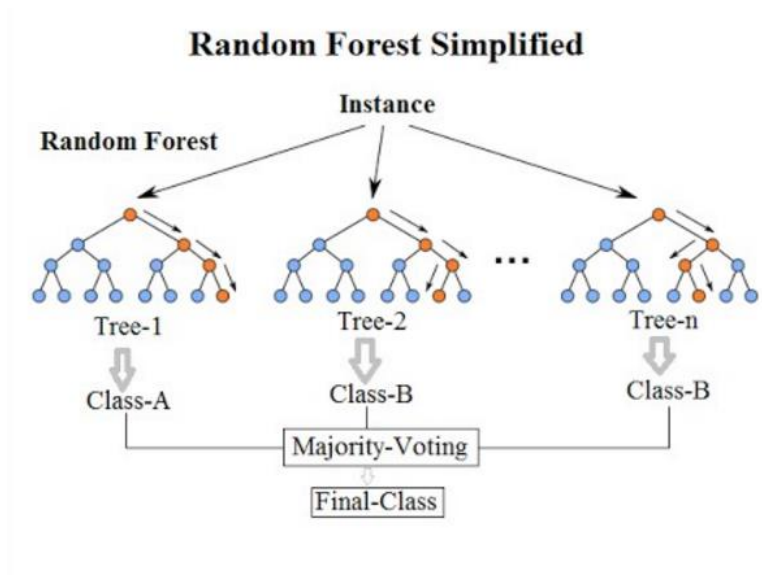 Random Forest Simplified
Instance
Random Forest
...
Tree-1
Tree-2
Tree-n
Class-A
Class-B
Class-B
Majority-Voting
Final-Class